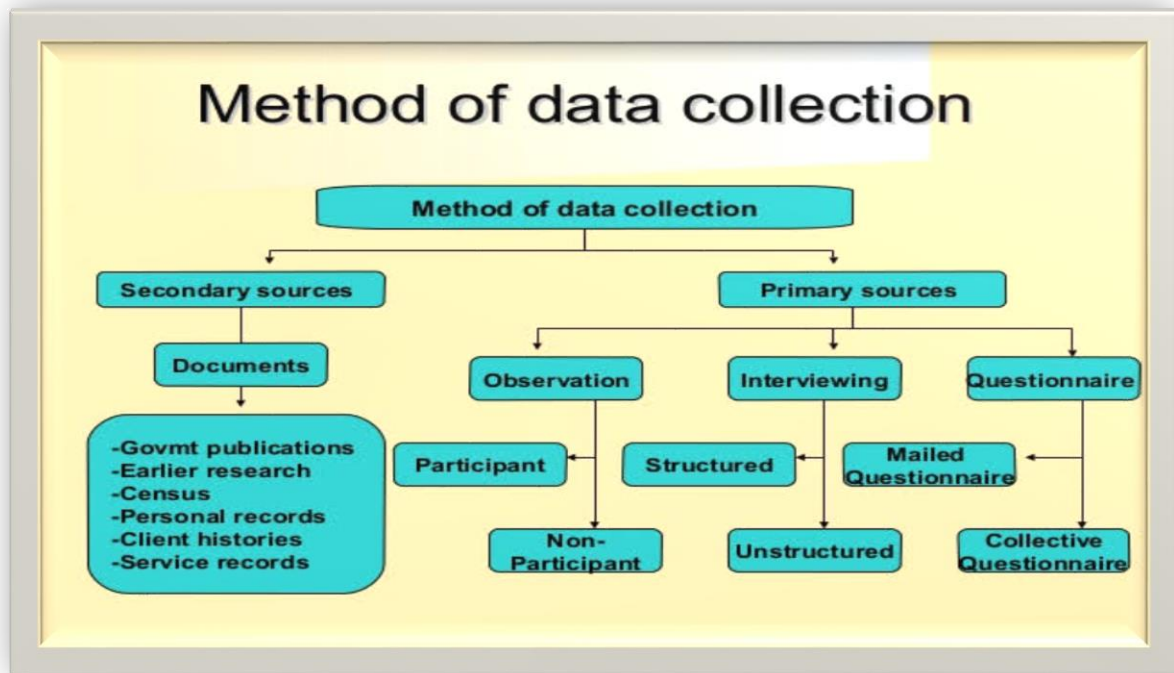 Method of data collection
Method of data collection
Secondary sources
Primary sources
Documents
Observation
Interviewing
Questionnaire
-Govmt publications
-Earlier research
-Census
-Personal records
-Client histories
-Service records
Participant
Structured
Mailed
Questionnaire
Non-
Participant
Unstructured
Collective
Questionnaire